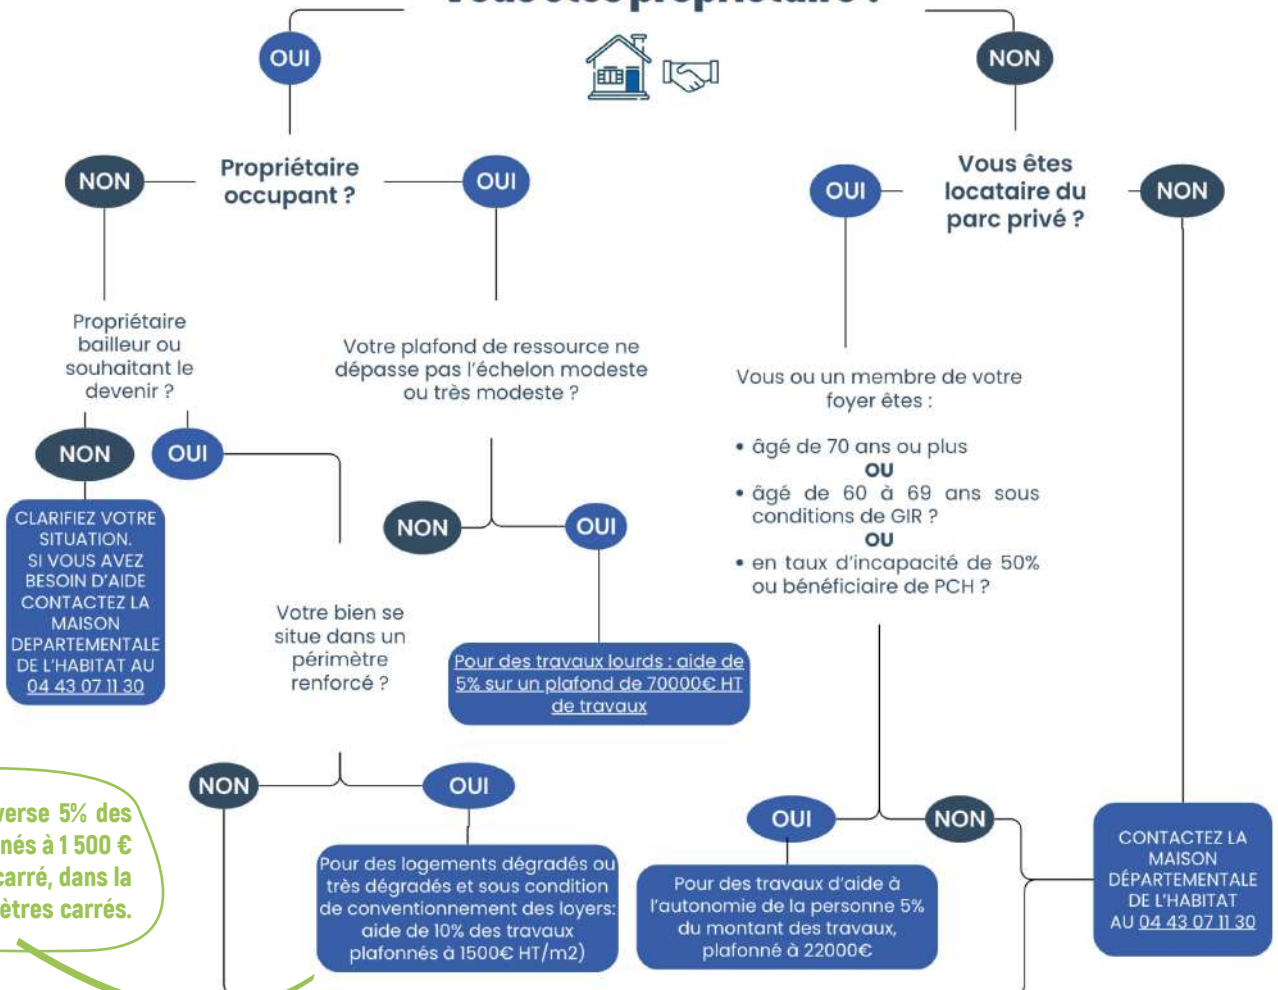 OUI
NON
NON
Propriétaire
occupant ?
OUI
OUI
Vous êtes
locataire du
parc privé ?
NON
Propriétaire
bailleur ou
souhaitant le
devenir ?
Votre plafond de ressource ne
dépasse pas l'échelon modeste
ou très modeste ?
Vous ou un membre de votre
foyer êtes :
• âgé de 70 ans ou plus
OU
• âgé de 60 à 69 ans sous
conditions de GIR ?
OU
• en taux d'incapacité de 50%
ou bénéficiaire de PCH ?
NON
OUI
CLARIFIEZ VOTRE
SITUATION.
SI VOUS AVEZ
BESOIN D'AIDE
CONTACTEZ LA
MAISON
DEPARTEMENTALE
DE L'HABITAT AU
04 43 07 11 30
NON
OUI
Votre bien se
situe dans un
périmètre
renforcé ?
Pour des travaux lourds : aide de
5% sur un plafond de 70000€ HT
de travaux
NON
OUI
verse 5% des
nés à 1 500 €
carré, dans la
ètres carrés.
Pour des logements dégradés ou
très dégradés et sous condition
de conventionnement des loyers:
aide de 10% des travaux
plafonnés à 1500€ HT/m2)
OUI
NON
Pour des travaux d'aide à
l'autonomie de la personne 5%
du montant des travaux,
plafonné à 22000€
CONTACTEZ LA
MAISON
DÉPARTEMENTALE
DE L'HABITAT
AU 04 43 07 11 30